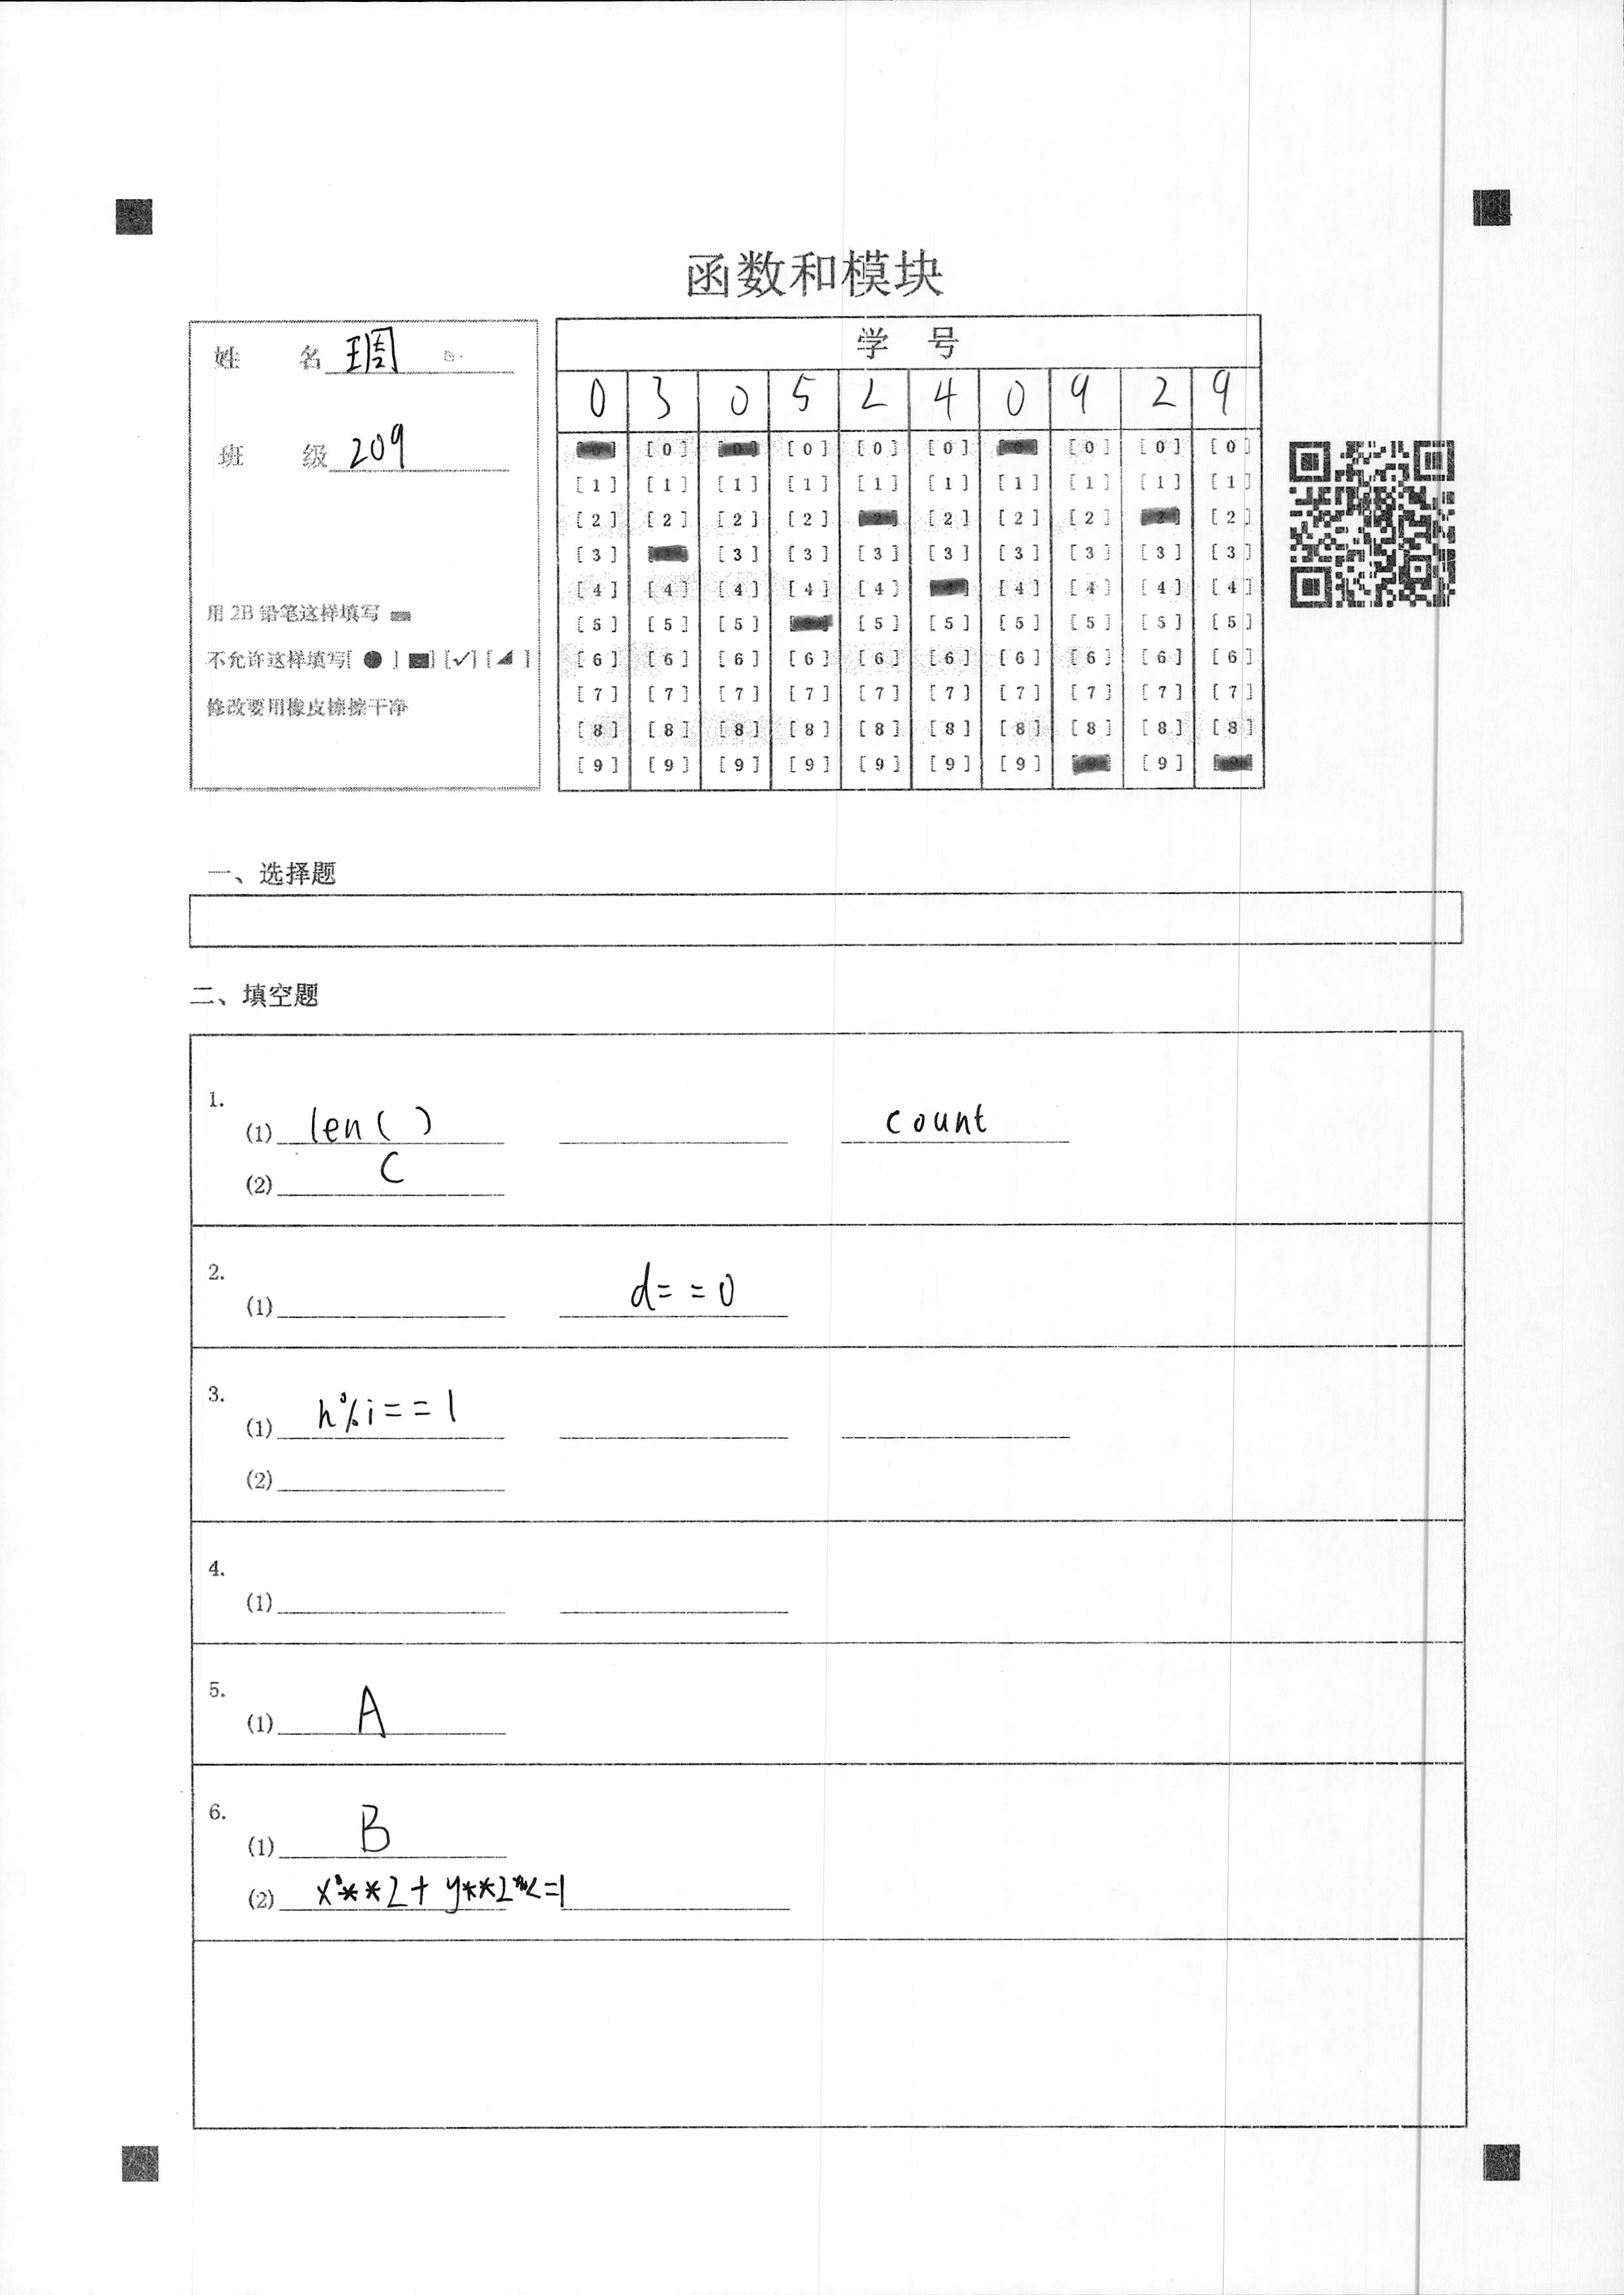 函数和模块
姓 名
班 级 209
用 2B 铅笔这样填写
不允许这样填写[ ● ] [■] [✓] [◢ ]
修改要用橡皮擦擦干净
学 号
0 3 0 5 2 4 0 9 2 9
[0] [0] [0] [0] [0] [0] [0] [0] [0] [0]
[1] [1] [1] [1] [1] [1] [1] [1] [1] [1]
[2] [2] [2] [2] [2] [2] [2] [2] [2] [2]
[3] [3] [3] [3] [3] [3] [3] [3] [3]
[4] [4] [4] [4] [4] [4] [4] [4] [4]
[5] [5] [5] [5] [5] [5] [5] [5] [5]
[6] [6] [6] [6] [6] [6] [6] [6] [6] [6]
[7] [7] [7] [7] [7] [7] [7] [7] [7] [7]
[8] [8] [8] [8] [8] [8] [8] [8] [8] [8]
[9] [9] [9] [9] [9] [9] [9] [9] [9] [9]
一、选择题
二、填空题
1.
(1) len( ) count
(2) C
2.
(1) d==0
3.
(1) n%i==1
(2)
4.
(1)
5.
(1) A
6.
(1) B
(2) x**2+y**2<=1